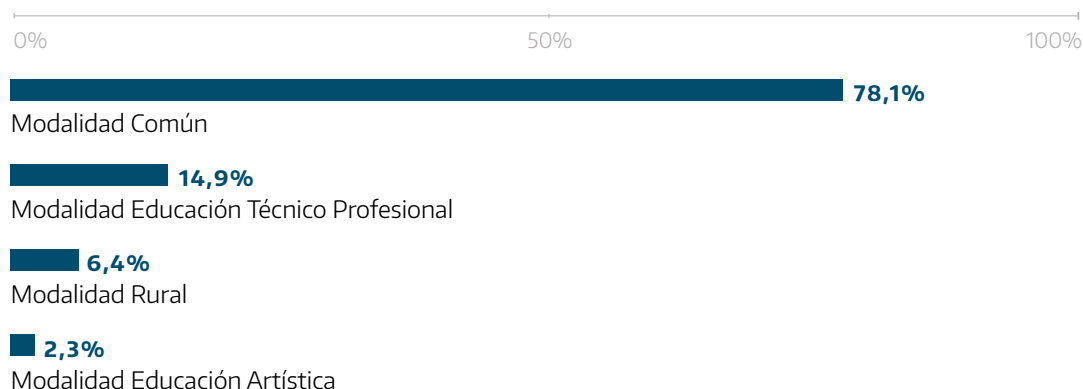 0% 50% 100%
78,1%
Modalidad Común
14,9%
Modalidad Educación Técnico Profesional
6,4%
Modalidad Rural
2,3%
Modalidad Educación Artística